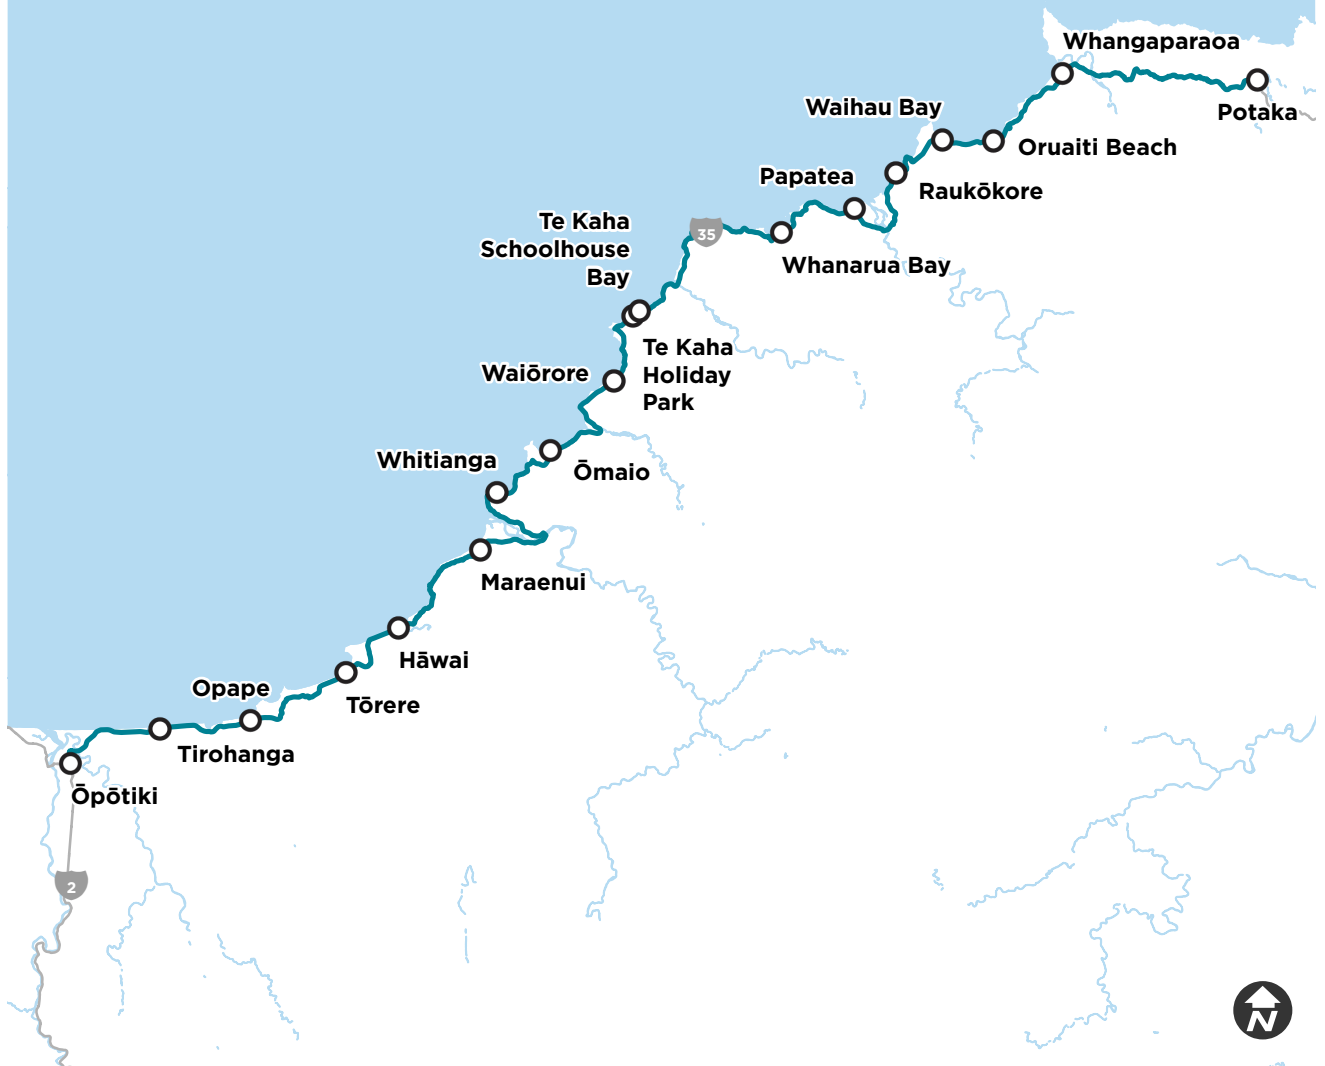 Whangaparaoa
Potaka
Waihau Bay
Oruaiti Beach
Papatea
Raukōkore
Te Kaha
Schoolhouse
Bay
35
Whanarua Bay
Te Kaha
Holiday
Park
Waiōrore
Whitianga
Ōmaio
Maraenui
Hāwai
Opape
Tōrere
Tirohanga
Ōpōtiki
2
N